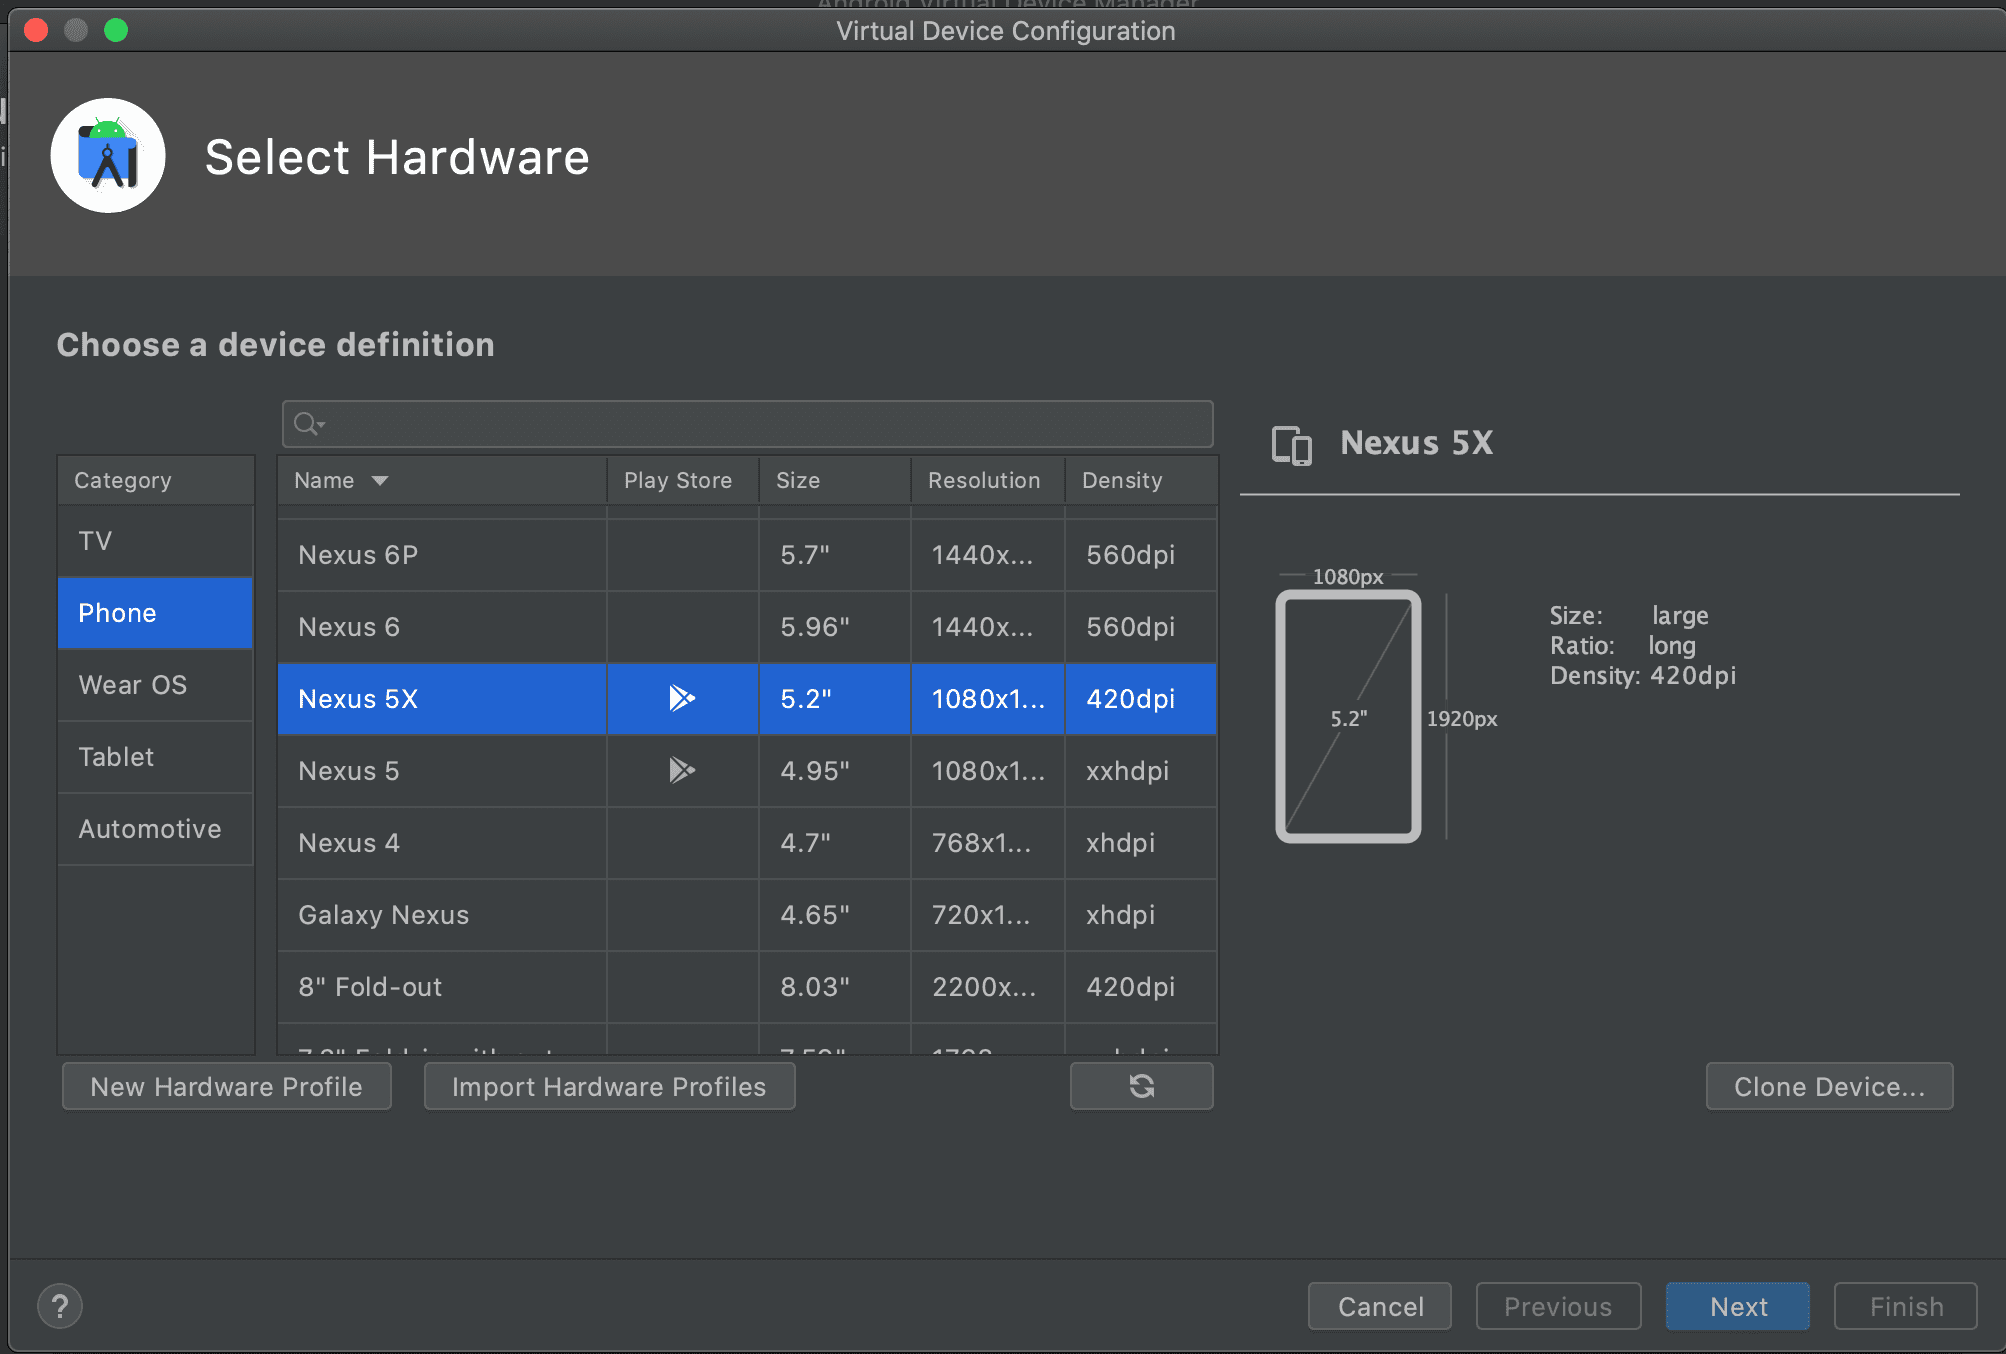 Android Virtual Device Manager
Virtual Device Configuration
Select Hardware
Choose a device definition
Category
TV
Phone
Wear OS
Tablet
Automotive
Name Play Store Size Resolution Density
Nexus 6P 5.7" 1440x... 560dpi
Nexus 6 5.96" 1440x... 560dpi
Nexus 5X 5.2" 1080x1... 420dpi
Nexus 5 4.95" 1080x1... xxhdpi
Nexus 4 4.7" 768x1... xhdpi
Galaxy Nexus 4.65" 720x1... xhdpi
8" Fold-out 8.03" 2200x... 420dpi
Nexus 5X
1080px
5.2"
1920px
Size: large
Ratio: long
Density: 420dpi
New Hardware Profile
Import Hardware Profiles
Clone Device...
?
Cancel
Previous
Next
Finish